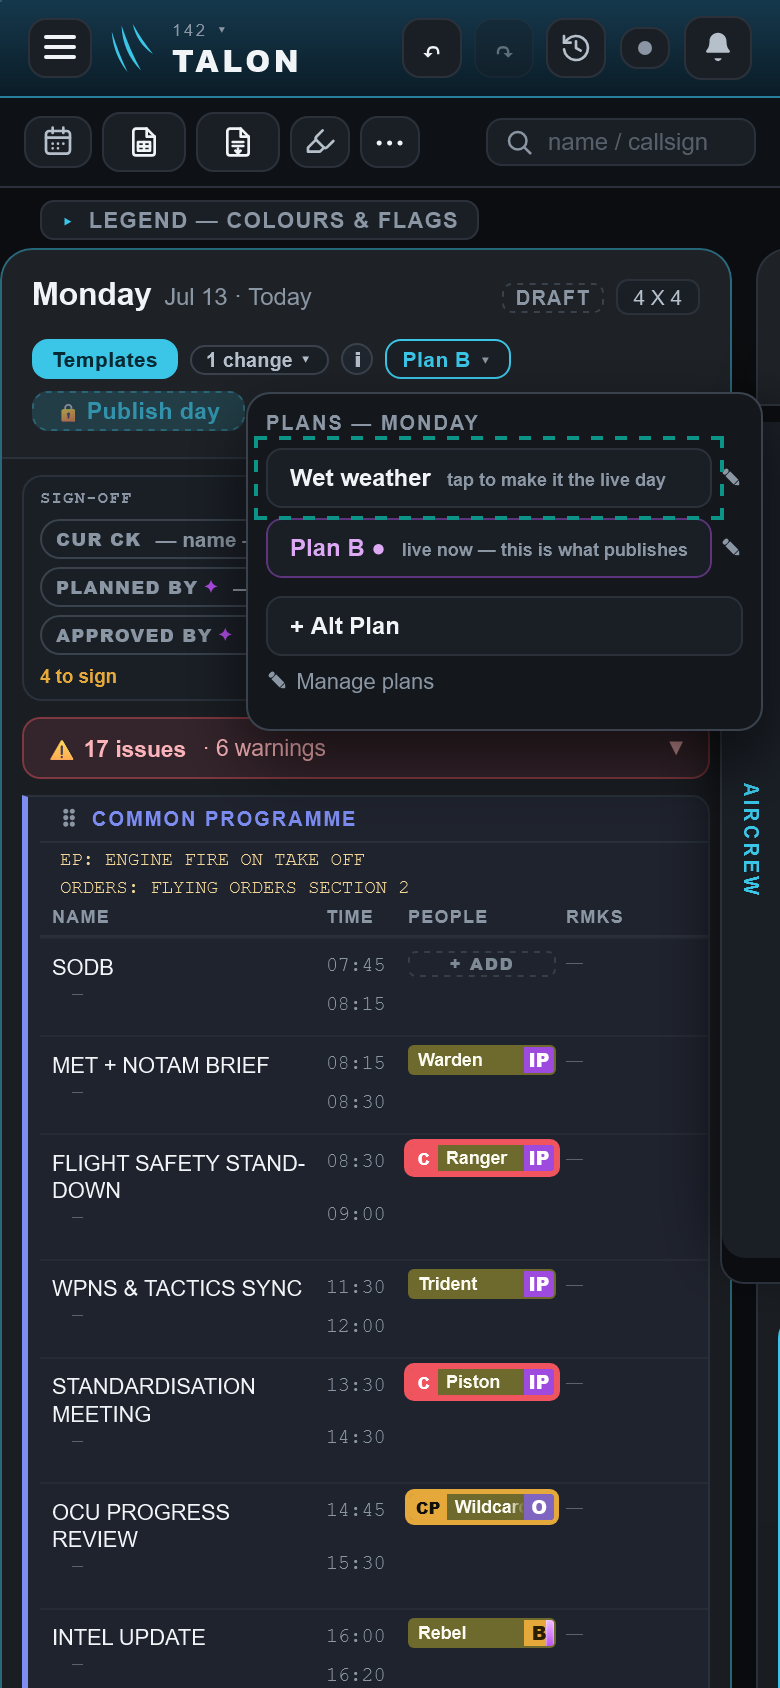 142 ▾
TALON
name / callsign
▸ LEGEND — COLOURS & FLAGS
Monday Jul 13 · Today
DRAFT
4 X 4
Templates
1 change ▾
i
Plan B ▾
🔒 Publish day
PLANS — MONDAY
Wet weather tap to make it the live day
Plan B ● live now — this is what publishes
+ Alt Plan
Manage plans
SIGN-OFF
CUR CK — name -
PLANNED BY ✦ —
APPROVED BY ✦
4 to sign
⚠ 17 issues · 6 warnings ▼
AIRCREW
COMMON PROGRAMME
EP: ENGINE FIRE ON TAKE OFF
ORDERS: FLYING ORDERS SECTION 2
NAME TIME PEOPLE RMKS
SODB 07:45 + ADD —
— 08:15
MET + NOTAM BRIEF 08:15 Warden IP —
— 08:30
FLIGHT SAFETY STAND- 08:30 C Ranger IP —
DOWN
— 09:00
WPNS & TACTICS SYNC 11:30 Trident IP —
— 12:00
STANDARDISATION 13:30 C Piston IP —
MEETING
— 14:30
OCU PROGRESS 14:45 CP Wildcar O —
REVIEW
— 15:30
INTEL UPDATE 16:00 Rebel B —
— 16:20